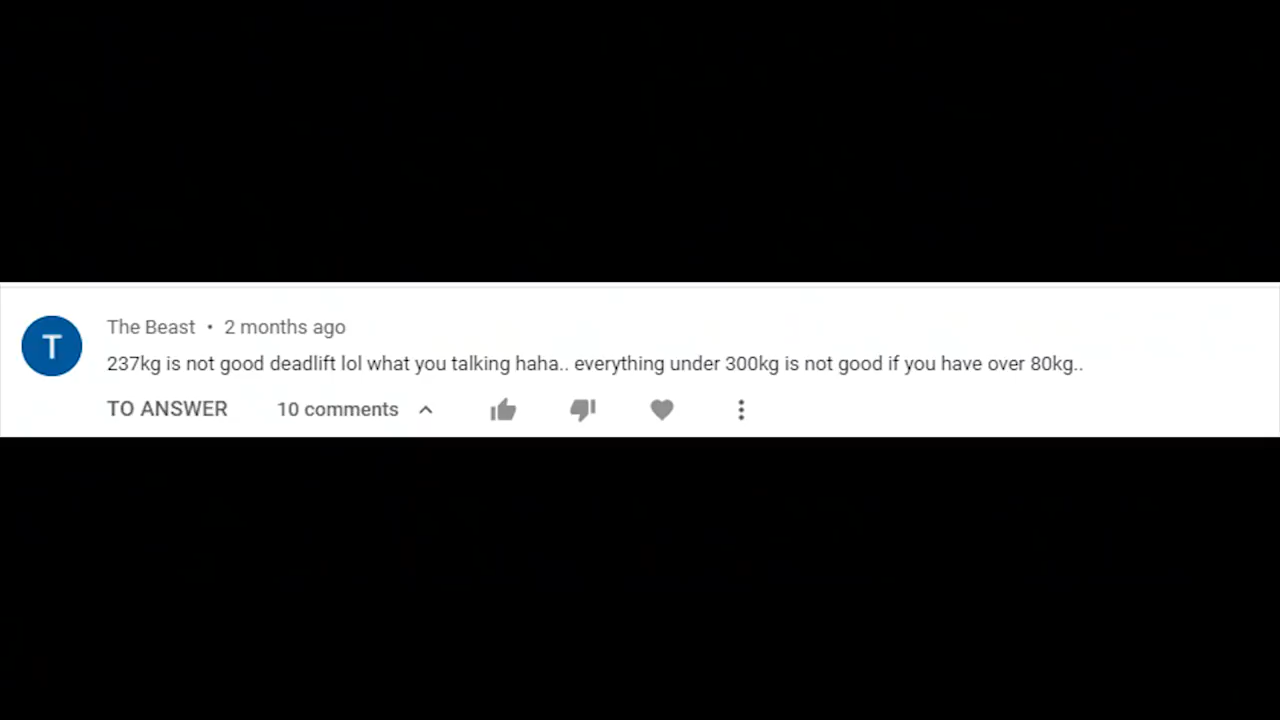 T
The Beast • 2 months ago
237kg is not good deadlift lol what you talking haha.. everything under 300kg is not good if you have over 80kg..
TO ANSWER 10 comments